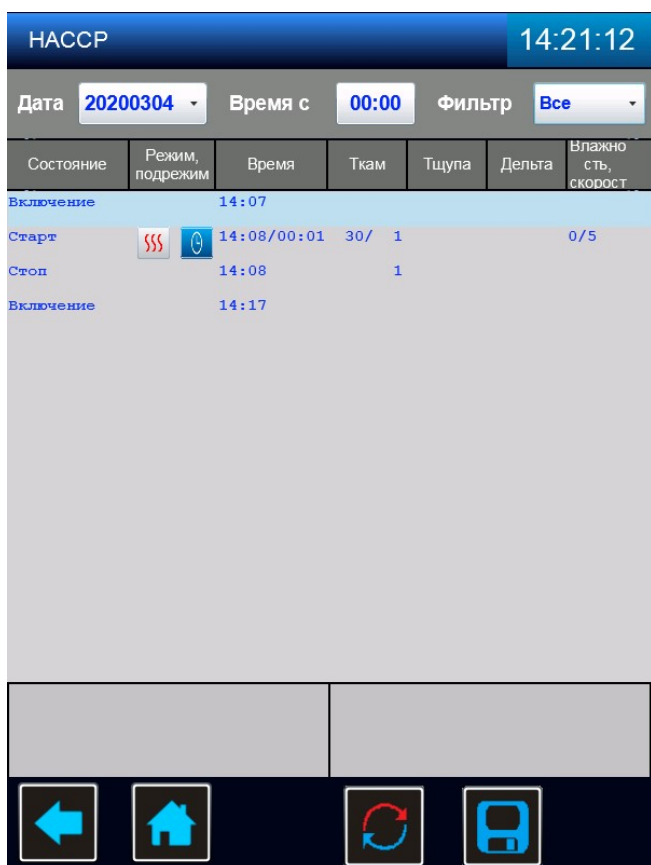 HACCP 14:21:12
Дата 20200304 Время с 00:00 Фильтр Все
Состояние Режим, подрежим Время Ткам Тщупа Дельта Влажно сть, скорост
Включение 14:07
Старт 14:08/00:01 30/ 1 0/5
Стоп 14:08 1
Включение 14:17